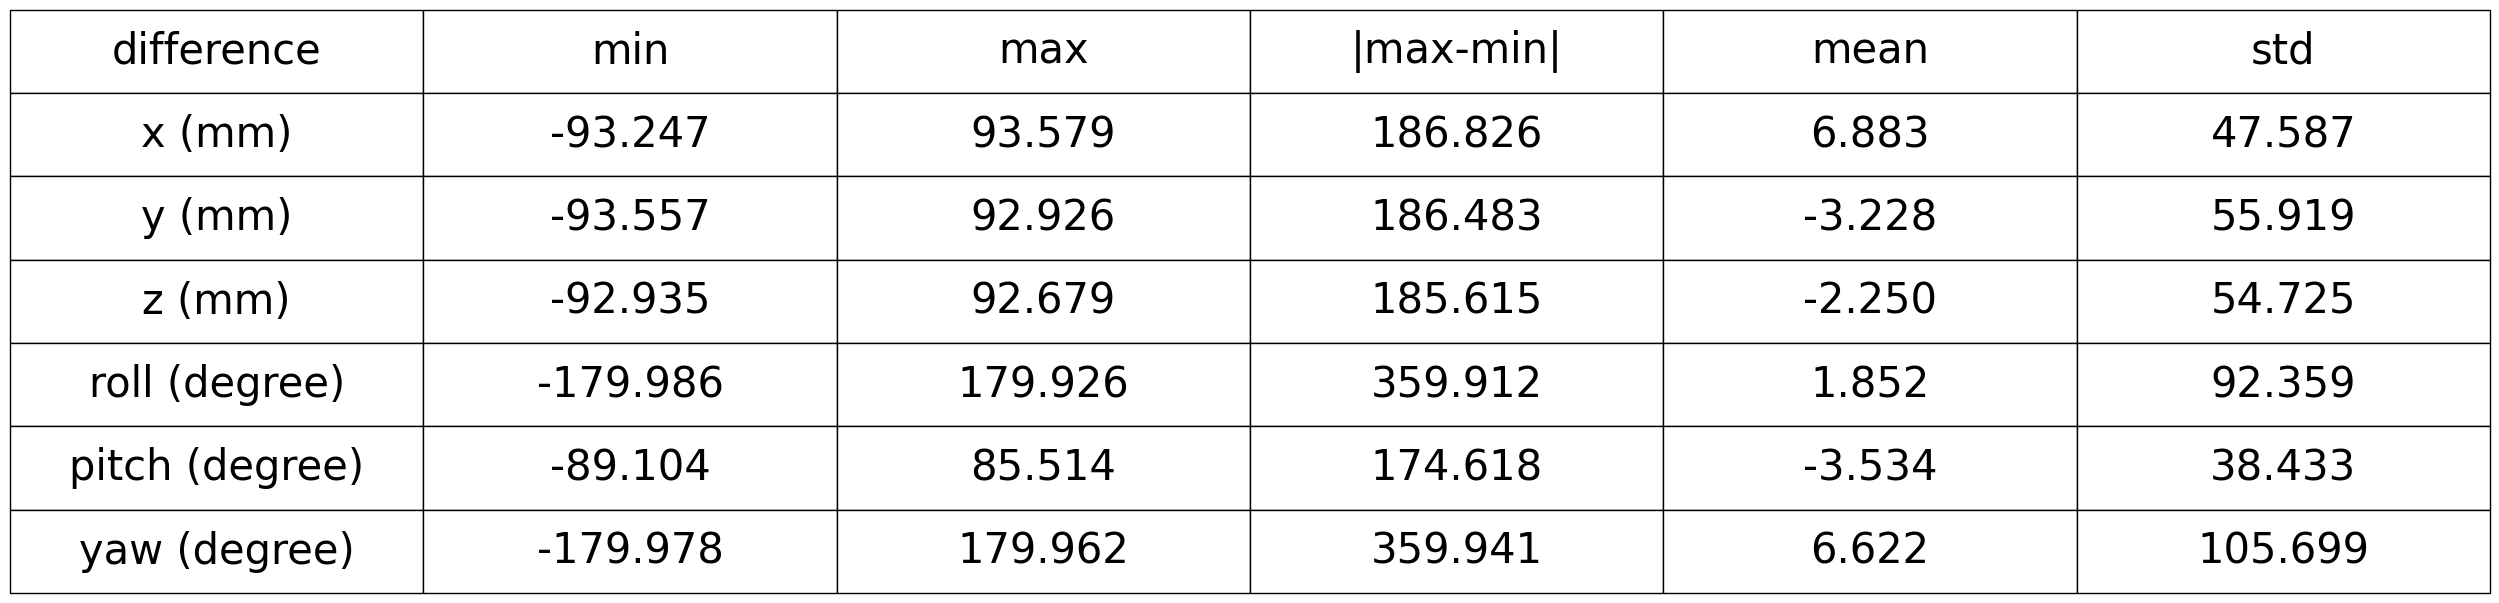 difference min max |max-min| mean std
x (mm) -93.247 93.579 186.826 6.883 47.587
y (mm) -93.557 92.926 186.483 -3.228 55.919
z (mm) -92.935 92.679 185.615 -2.250 54.725
roll (degree) -179.986 179.926 359.912 1.852 92.359
pitch (degree) -89.104 85.514 174.618 -3.534 38.433
yaw (degree) -179.978 179.962 359.941 6.622 105.699